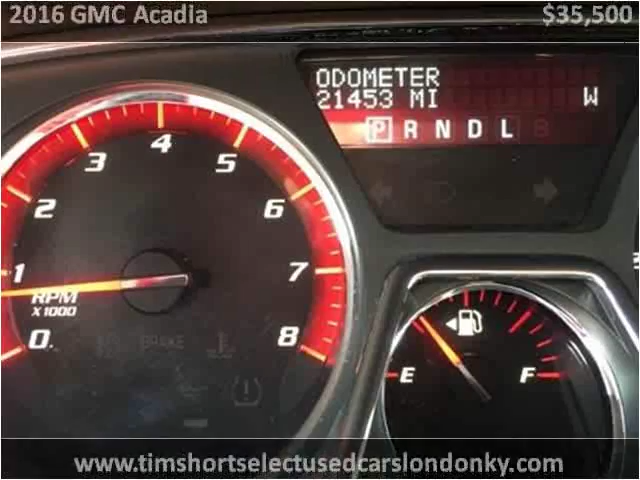 2016 GMC Acadia $35,500
ODOMETER
21453 MI W
P R N D L
4
3 5
2 6
1 7
RPM
X1000
0 8
BRAKE
E F
www.timshortselectusedcarslondonky.com